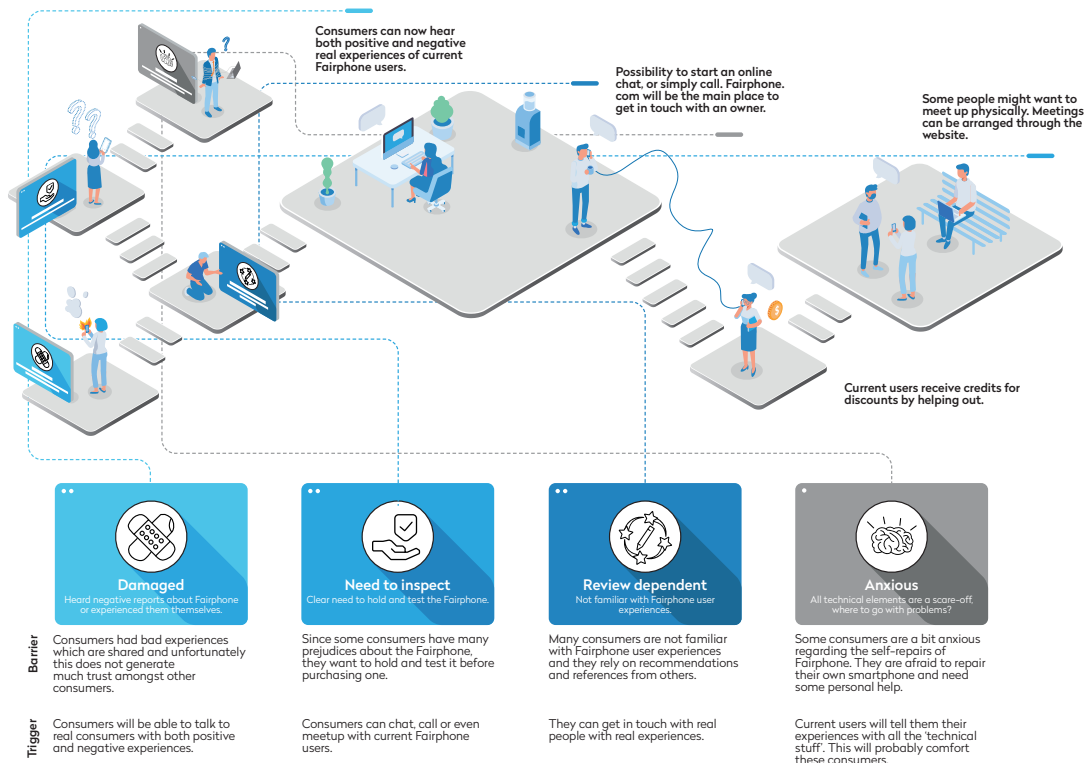 Consumers can now hear
both positive and negative
real experiences of current
Fairphone users.
Possibility to start an online
chat, or simply call. Fairphone.
com will be the main place to
get in touch with an owner.
Some people might want to
meet up physically. Meetings
can be arranged through the
website.
?
??
$
Current users receive credits for
discounts by helping out.
Damaged
Heard negative reports about Fairphone
or experienced them themselves.
Need to inspect
Clear need to hold and test the Fairphone.
Review dependent
Not familiar with Fairphone user
experiences.
Anxious
All technical elements are a scare-off,
where to go with problems?
Barrier
Consumers had bad experiences
which are shared and unfortunately
this does not generate
much trust amongst other
consumers.
Since some consumers have many
prejudices about the Fairphone,
they want to hold and test it before
purchasing one.
Many consumers are not familiar
with Fairphone user experiences
and they rely on recommendations
and references from others.
Some consumers are a bit anxious
regarding the self-repairs of
Fairphone. They are afraid to repair
their own smartphone and need
some personal help.
Trigger
Consumers will be able to talk to
real consumers with both positive
and negative experiences.
Consumers can chat, call or even
meetup with current Fairphone
users.
They can get in touch with real
people with real experiences.
Current users will tell them their
experiences with all the ‘technical
stuff’. This will probably comfort
these consumers.